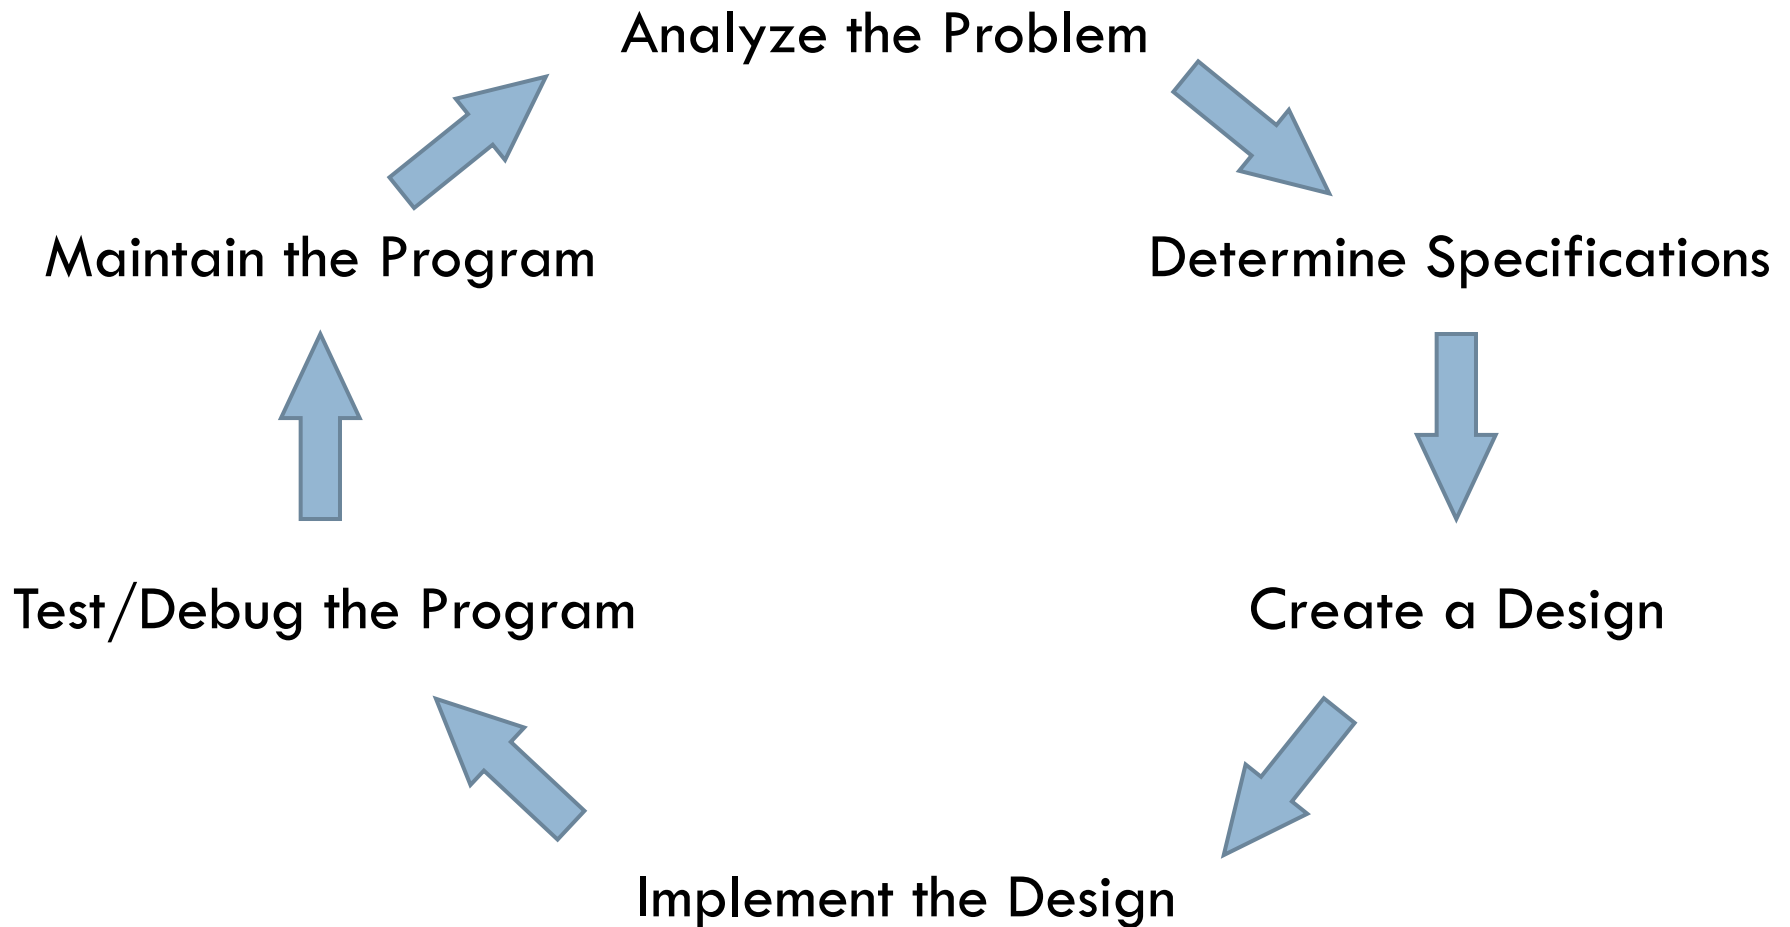 Analyze the Problem
Maintain the Program
Determine Specifications
Test/Debug the Program
Create a Design
Implement the Design